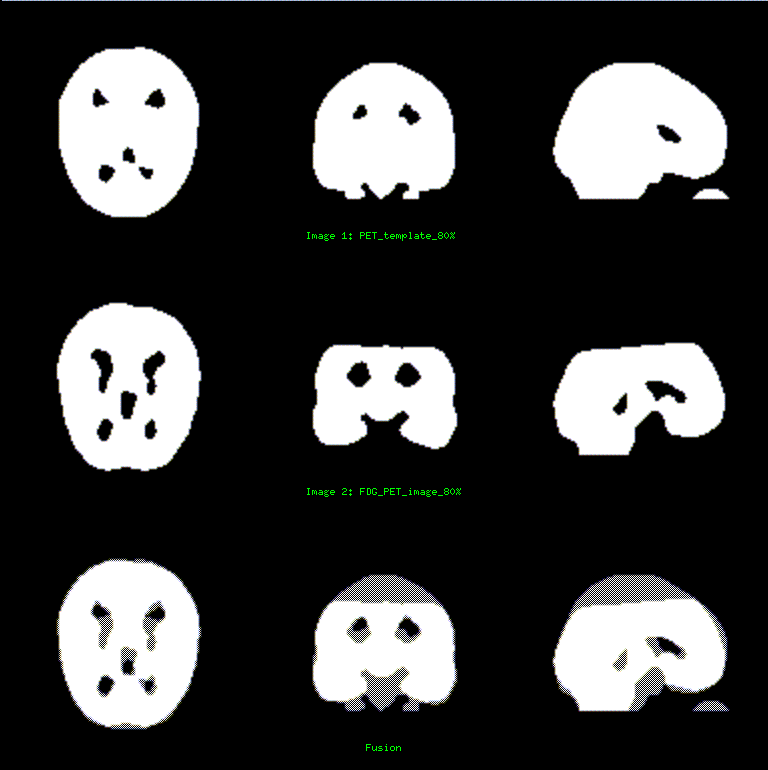 Image 1: PET_template_80%
Image 2: FDG_PET_image_80%
Fusion